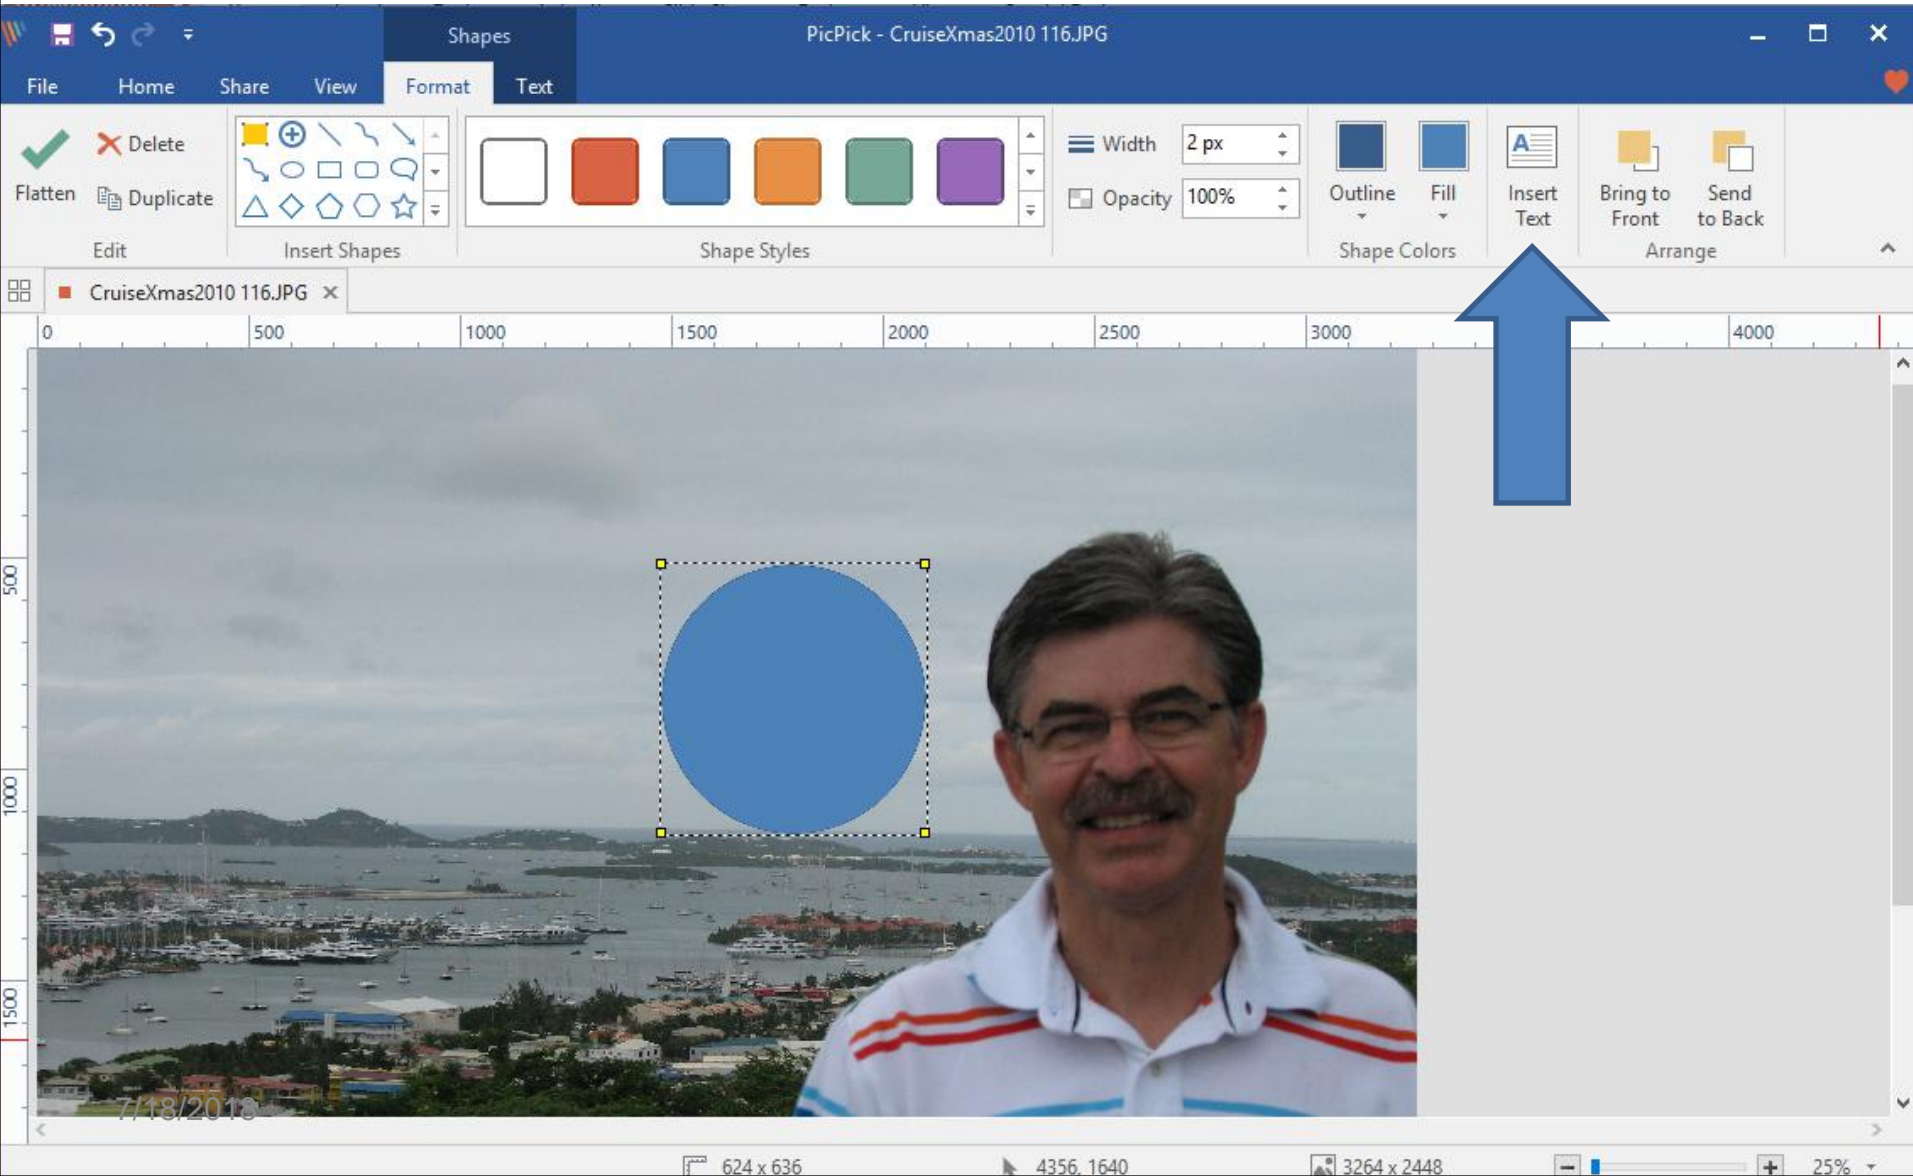 Shapes
PicPick - CruiseXmas2010 116.JPG
File Home Share View Format Text
Flatten
Delete
Duplicate
Edit
Insert Shapes
Shape Styles
Width 2 px
Opacity 100%
Outline Fill
Shape Colors
A
Insert
Text
Bring to
Front
Send
to Back
Arrange
CruiseXmas2010 116.JPG
0 500 1000 1500 2000 2500 3000 4000
500
1000
1500
7/18/2018
624 x 636 4356, 1640 3264 x 2448 25%